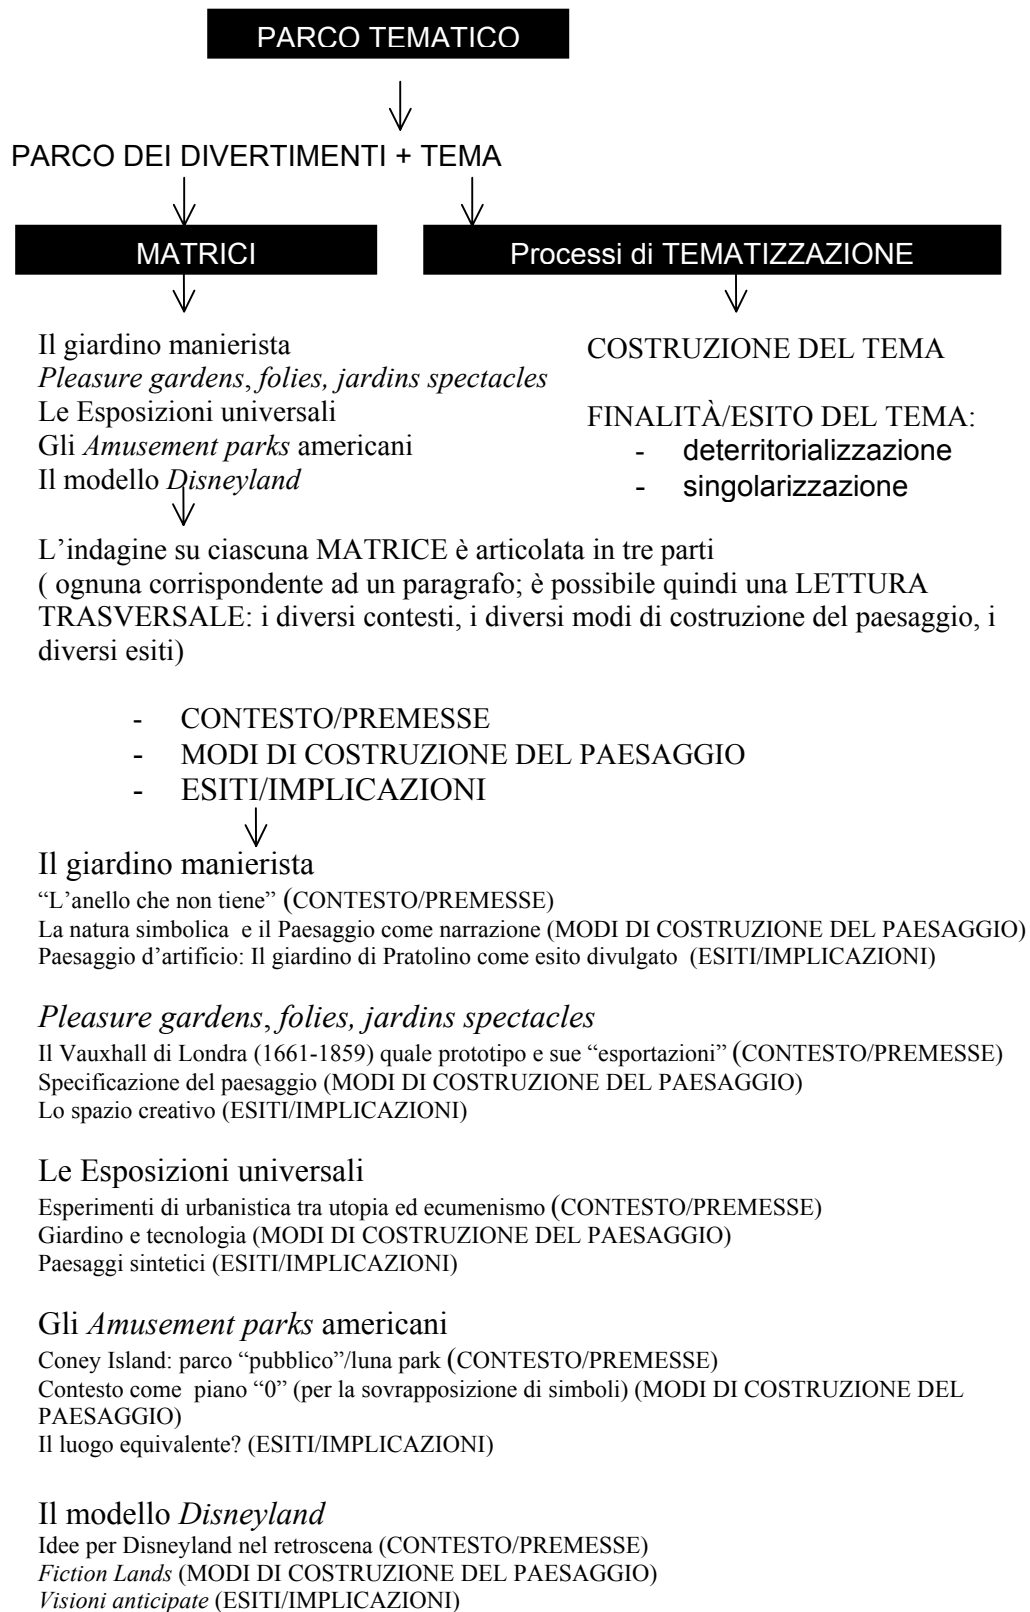 PARCO TEMATICO
PARCO DEI DIVERTIMENTI + TEMA
MATRICI
Processi di TEMATIZZAZIONE
Il giardino manierista
Pleasure gardens, folies, jardins spectacles
Le Esposizioni universali
Gli Amusement parks americani
Il modello Disneyland
COSTRUZIONE DEL TEMA
FINALITÀ/ESITO DEL TEMA:
- deterritorializzazione
- singolarizzazione
L’indagine su ciascuna MATRICE è articolata in tre parti
( ognuna corrispondente ad un paragrafo; è possibile quindi una LETTURA
TRASVERSALE: i diversi contesti, i diversi modi di costruzione del paesaggio, i
diversi esiti)
- CONTESTO/PREMESSE
- MODI DI COSTRUZIONE DEL PAESAGGIO
- ESITI/IMPLICAZIONI
Il giardino manierista
“L’anello che non tiene” (CONTESTO/PREMESSE)
La natura simbolica e il Paesaggio come narrazione (MODI DI COSTRUZIONE DEL PAESAGGIO)
Paesaggio d’artificio: Il giardino di Pratolino come esito divulgato (ESITI/IMPLICAZIONI)
Pleasure gardens, folies, jardins spectacles
Il Vauxhall di Londra (1661-1859) quale prototipo e sue “esportazioni” (CONTESTO/PREMESSE)
Specificazione del paesaggio (MODI DI COSTRUZIONE DEL PAESAGGIO)
Lo spazio creativo (ESITI/IMPLICAZIONI)
Le Esposizioni universali
Esperimenti di urbanistica tra utopia ed ecumenismo (CONTESTO/PREMESSE)
Giardino e tecnologia (MODI DI COSTRUZIONE DEL PAESAGGIO)
Paesaggi sintetici (ESITI/IMPLICAZIONI)
Gli Amusement parks americani
Coney Island: parco “pubblico”/luna park (CONTESTO/PREMESSE)
Contesto come piano “0” (per la sovrapposizione di simboli) (MODI DI COSTRUZIONE DEL
PAESAGGIO)
Il luogo equivalente? (ESITI/IMPLICAZIONI)
Il modello Disneyland
Idee per Disneyland nel retroscena (CONTESTO/PREMESSE)
Fiction Lands (MODI DI COSTRUZIONE DEL PAESAGGIO)
Visioni anticipate (ESITI/IMPLICAZIONI)